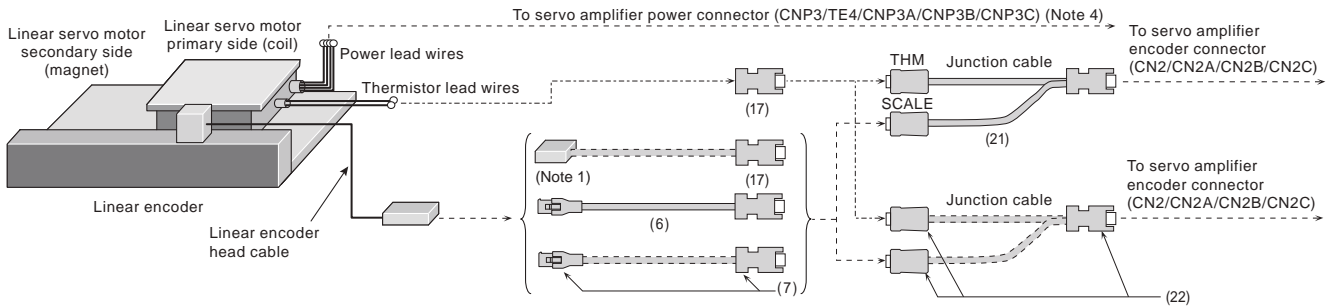 To servo amplifier power connector (CNP3/TE4/CNP3A/CNP3B/CNP3C) (Note 4)
Linear servo motor
secondary side
(magnet)
Linear servo motor
primary side (coil)
Power lead wires
Thermistor lead wires
(17)
THM
Junction cable
SCALE
(21)
To servo amplifier
encoder connector
(CN2/CN2A/CN2B/CN2C)
Linear encoder
Linear encoder
head cable
(Note 1)
(17)
(6)
(7)
Junction cable
(22)
To servo amplifier
encoder connector
(CN2/CN2A/CN2B/CN2C)